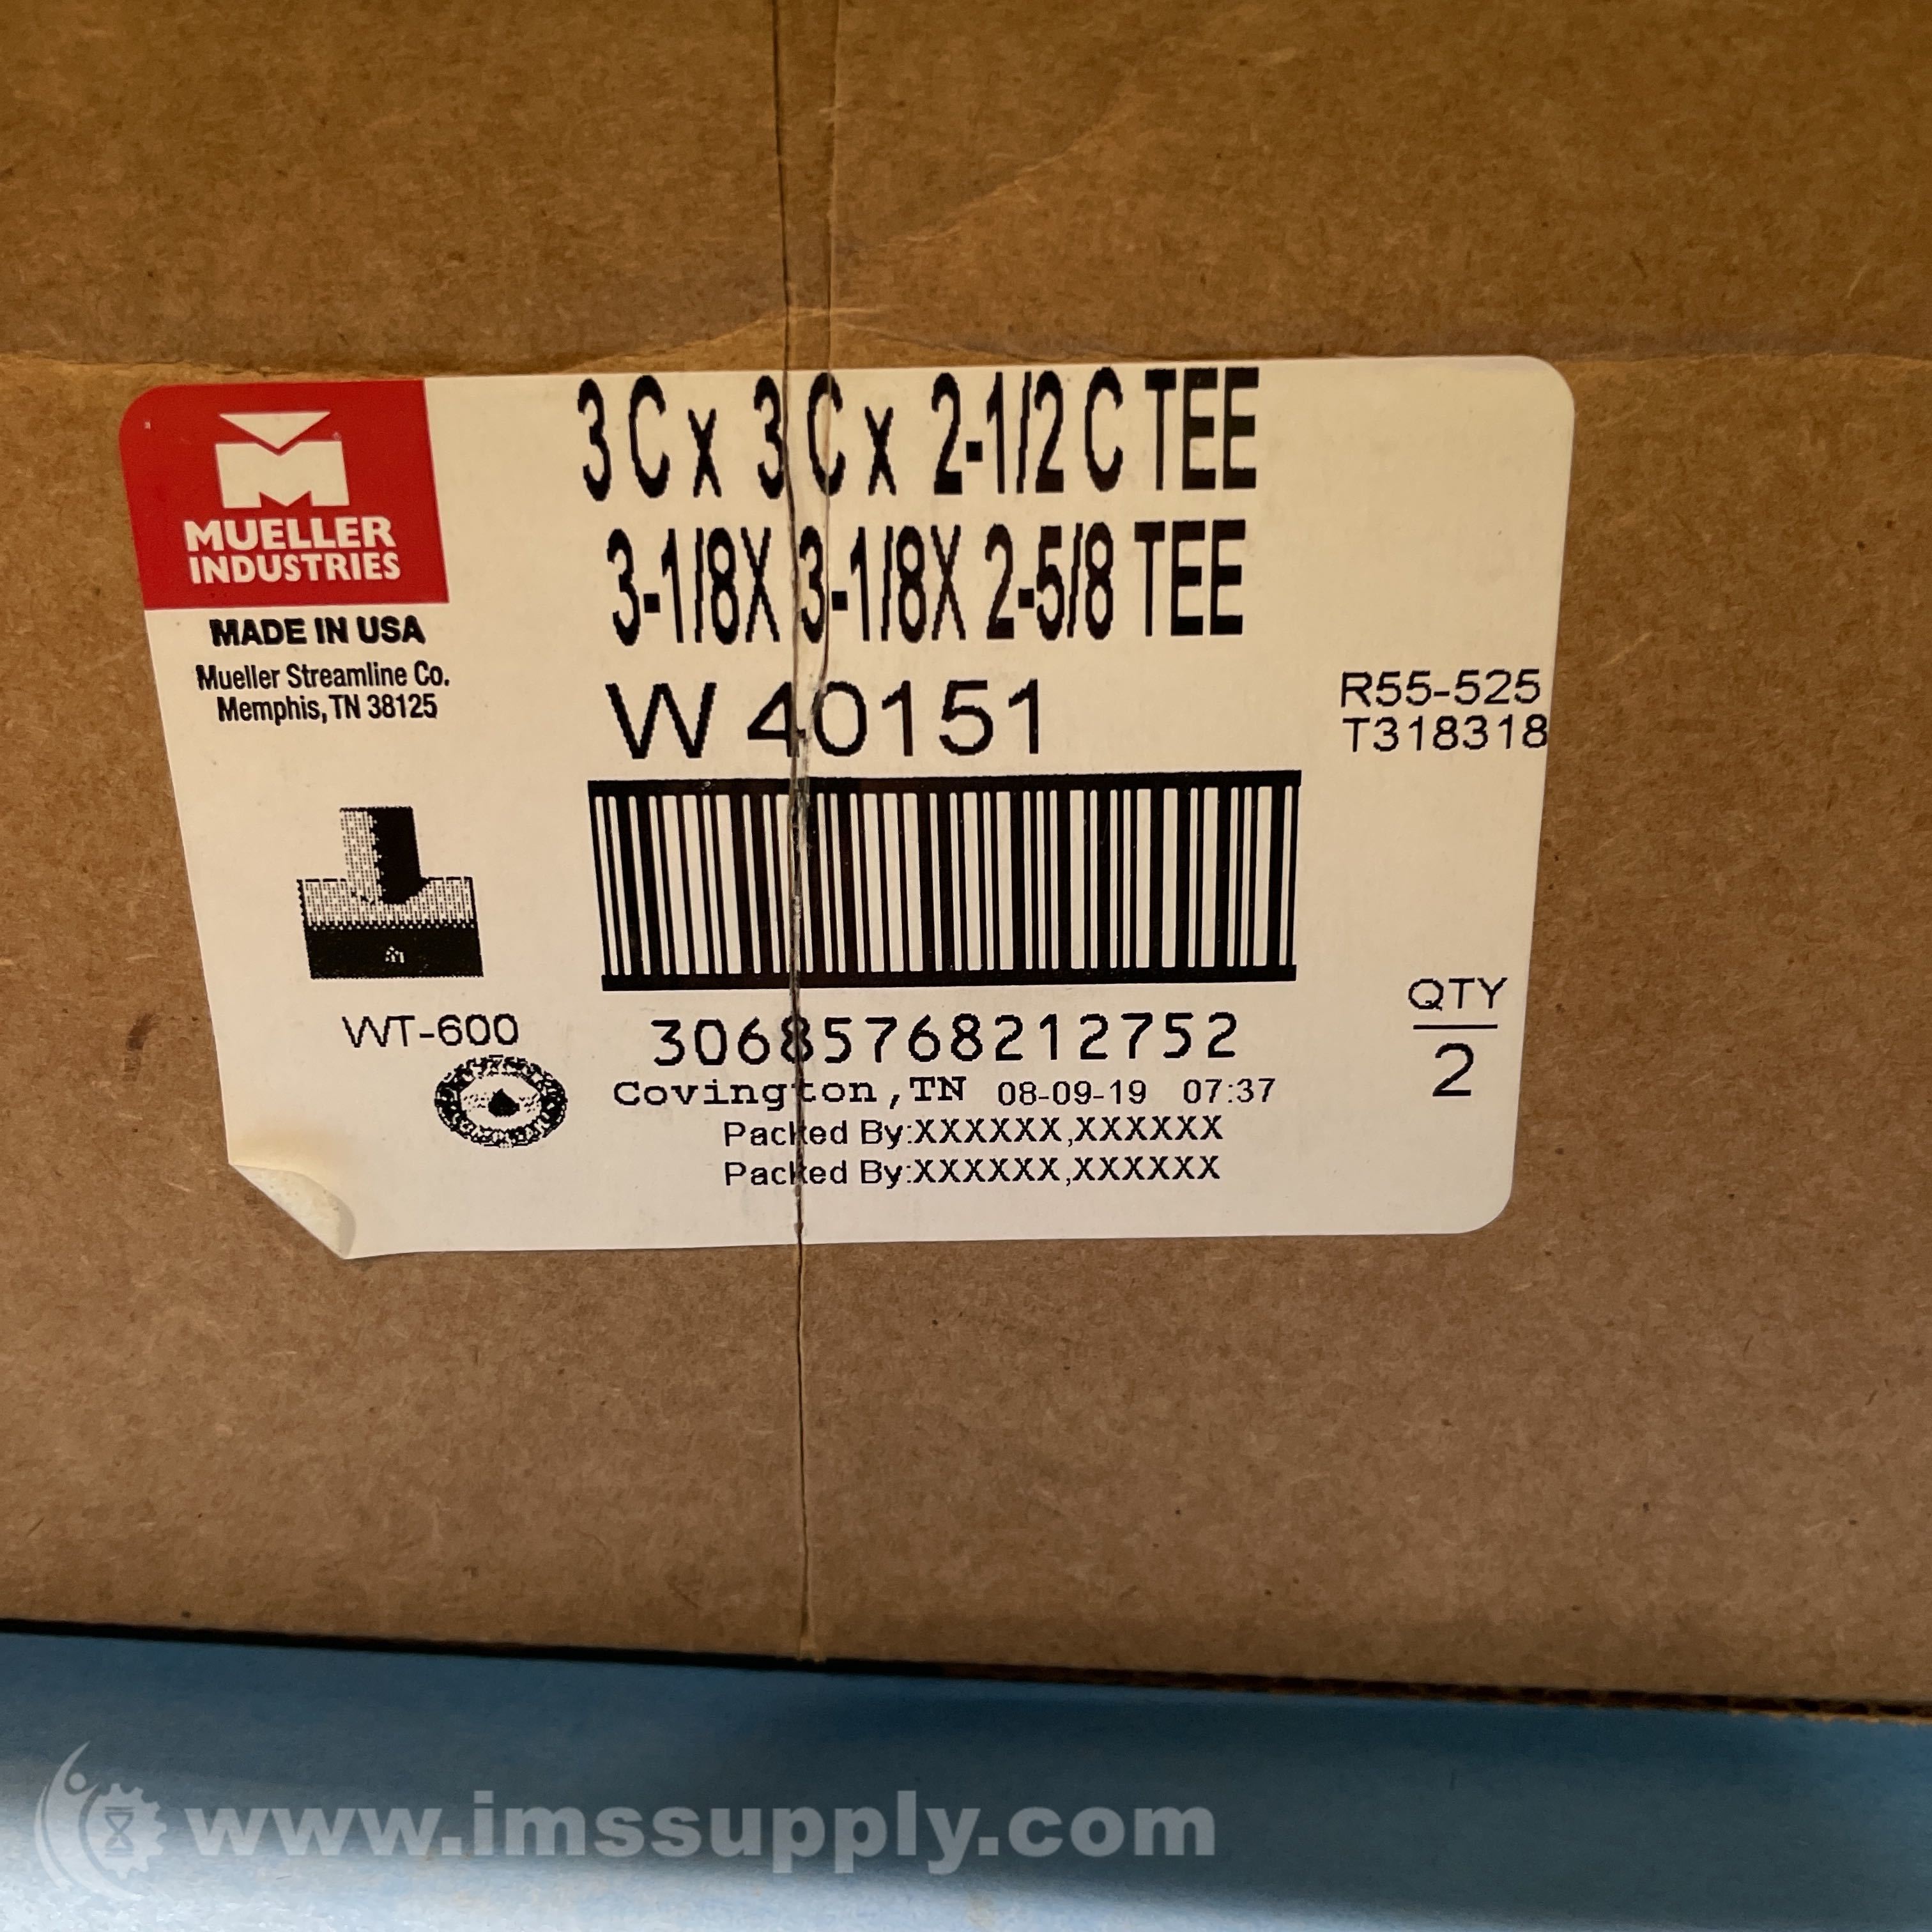 3 C x 3 C x 2-1/2 C TEE
3-1/8X 3-1/8X 2-5/8 TEE
MUELLER
INDUSTRIES
MADE IN USA
Mueller Streamline Co.
Memphis, TN 38125
W 40151
R55-525
T318318
WT-600
30685768212752
QTY
2
Covington,TN 08-09-19 07:37
Packed By:XXXXXX,XXXXXX
Packed By:XXXXXX,XXXXXX
www.imssupply.com